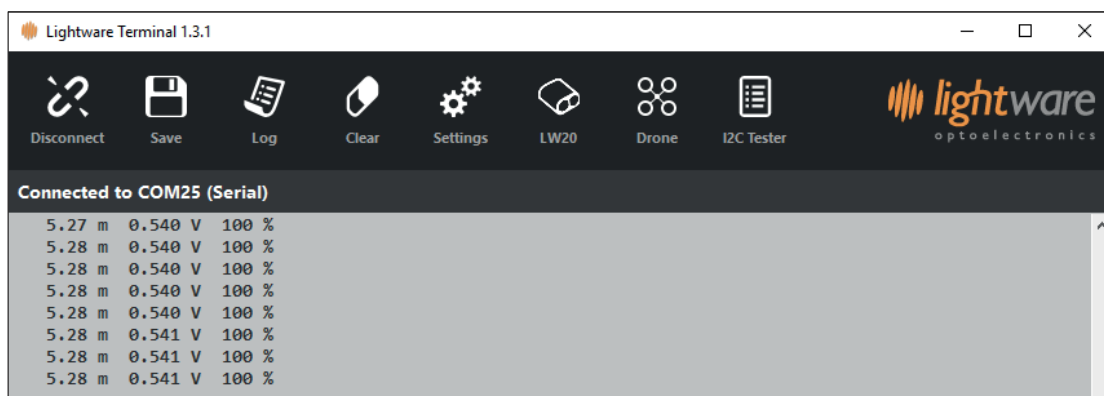 Lightware Terminal 1.3.1
Disconnect Save Log Clear Settings LW20 Drone I2C Tester
lightware
optoelectronics
Connected to COM25 (Serial)
5.27 m 0.540 V 100 %
5.28 m 0.540 V 100 %
5.28 m 0.540 V 100 %
5.28 m 0.540 V 100 %
5.28 m 0.540 V 100 %
5.28 m 0.541 V 100 %
5.28 m 0.541 V 100 %
5.28 m 0.541 V 100 %